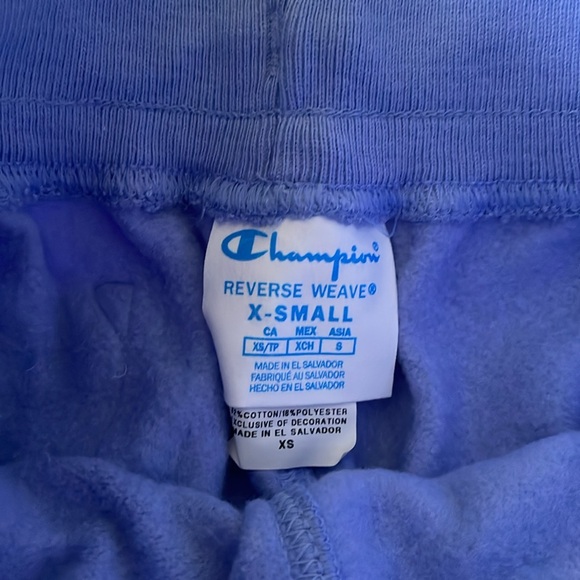 Champion®
REVERSE WEAVE®
X-SMALL
CA MEX ASIA
XS/TP XCH S
MADE IN EL SALVADOR
FABRIQUÉ AU SALVADOR
HECHO EN EL SALVADOR
COTTON/18%POLYESTER
EXCLUSIVE OF DECORATION
MADE IN EL SALVADOR
XS